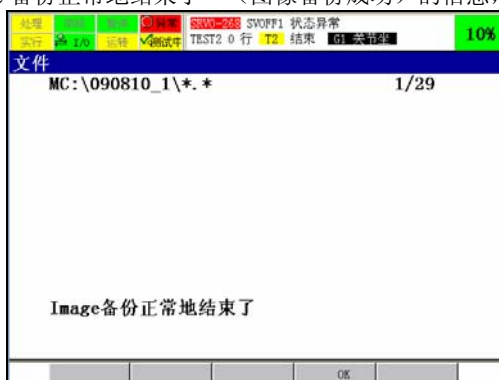 备份正常地结束了 （图像备份成功）的信息，
处理 异常 SRVO-268 SVOFF1 状态异常
实行 I/O 运转 测试中 TEST2 0 行 T2 结束 G1 关节坐 10%
文件
MC:\090810_1\*.* 1/29
Image备份正常地结束了
OK